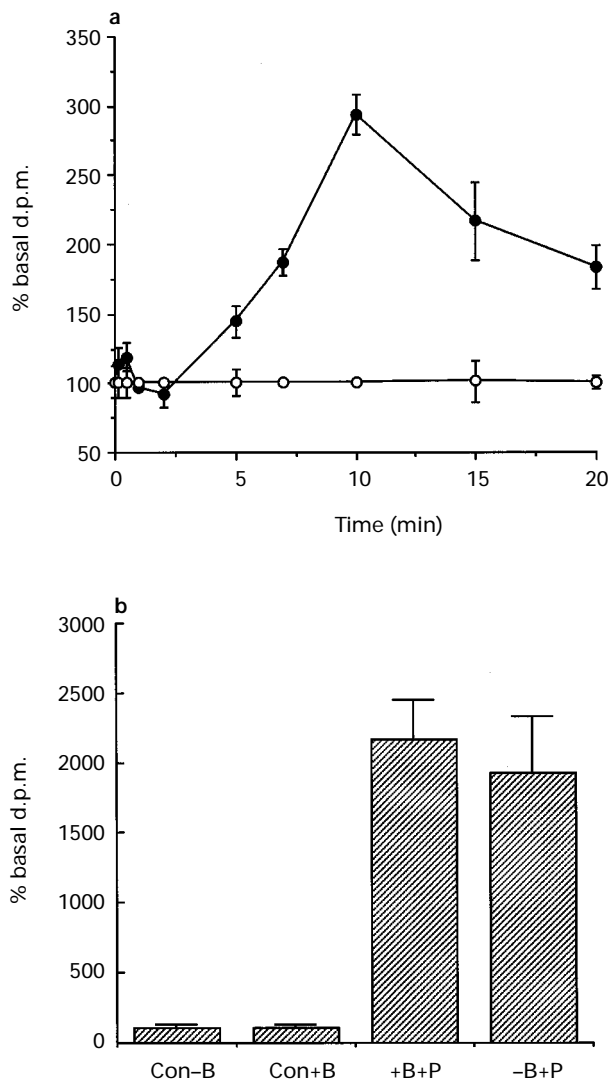 a
350
300
250
200
150
100
50
% basal d.p.m.
0 5 10 15 20
Time (min)
b
3000
2500
2000
1500
1000
500
0
% basal d.p.m.
Con–B Con+B +B+P –B+P